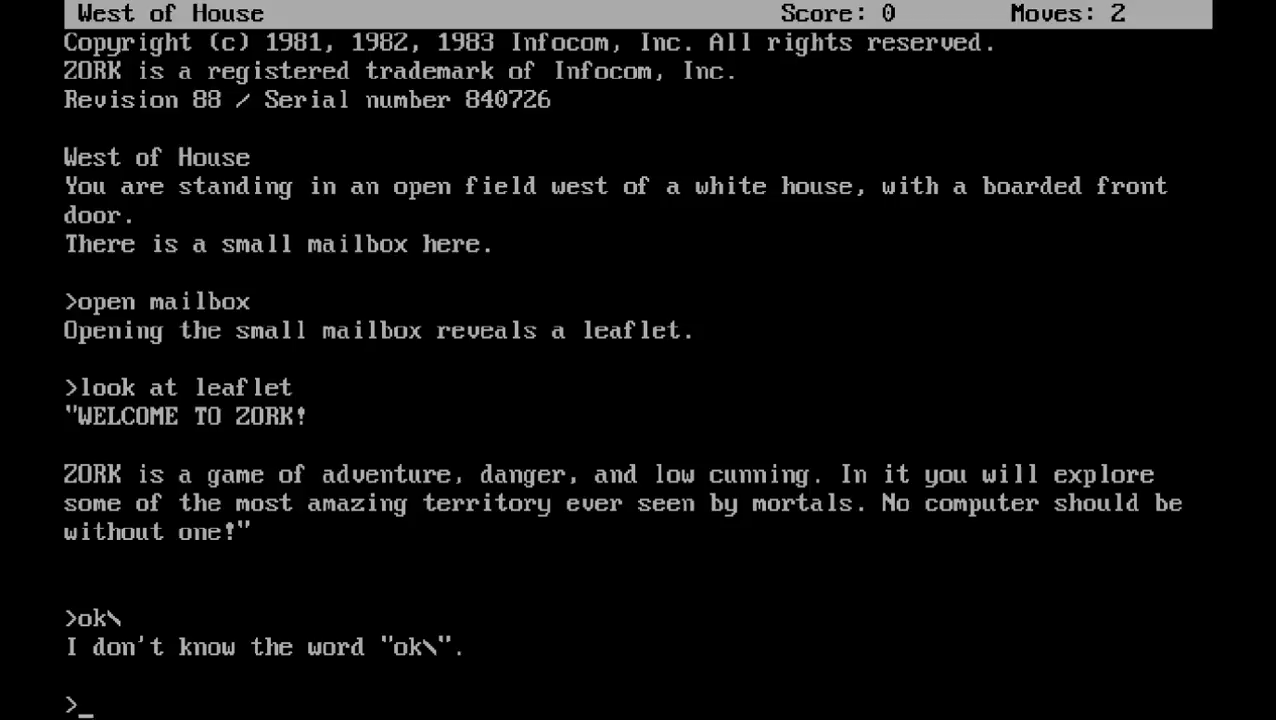 West of House Score: 0 Moves: 2
Copyright (c) 1981, 1982, 1983 Infocom, Inc. All rights reserved.
ZORK is a registered trademark of Infocom, Inc.
Revision 88 / Serial number 840726
West of House
You are standing in an open field west of a white house, with a boarded front
door.
There is a small mailbox here.
>open mailbox
Opening the small mailbox reveals a leaflet.
>look at leaflet
"WELCOME TO ZORK!
ZORK is a game of adventure, danger, and low cunning. In it you will explore
some of the most amazing territory ever seen by mortals. No computer should be
without one!"
>ok\
I don't know the word "ok\".
>_